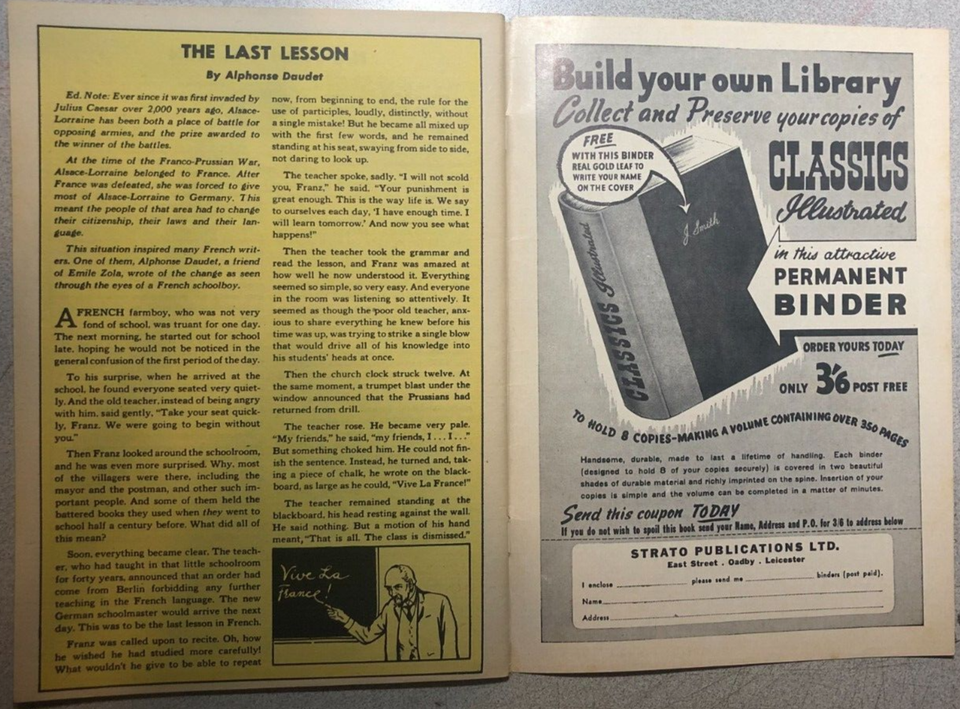 THE LAST LESSON
By Alphonse Daudet
Ed. Note: Ever since it was first invaded by
Julius Caesar over 2,000 years ago, Alsace-
Lorraine has been both a place of battle for
opposing armies, and the prize awarded to
the winner of the battles.
At the time of the Franco-Prussian War,
Alsace-Lorraine belonged to France. After
France was defeated, she was forced to give
most of Alsace-Lorraine to Germany. This
meant the people of that area had to change
their citizenship, their laws and their lan-
guage.
This situation inspired many French writ-
ers. One of them, Alphonse Daudet, a friend
of Emile Zola, wrote of the change as seen
through the eyes of a French schoolboy.
A FRENCH farmboy, who was not very
fond of school, was truant for one day.
The next morning, he started out for school
late, hoping he would not be noticed in the
general confusion of the first period of the day.
To his surprise, when he arrived at the
school, he found everyone seated very quiet-
ly. And the old teacher, instead of being angry
with him, said gently, "Take your seat quick-
ly, Franz. We were going to begin without
you."
Then Franz looked around the schoolroom,
and he was even more surprised. Why, most
of the villagers were there, including the
mayor and the postman, and other such im-
portant people. And some of them held the
battered books they used when they went to
school half a century before. What did all of
this mean?
Soon, everything became clear. The teach-
er, who had taught in that little schoolroom
for forty years, announced that an order had
come from Berlin forbidding any further
teaching in the French language. The new
German schoolmaster would arrive the next
day. This was to be the last lesson in French.
Franz was called upon to recite. Oh, how
he wished he had studied more carefully!
What wouldn't he give to be able to repeat
now, from beginning to end, the rule for the
use of participles, loudly, distinctly, without
a single mistake! But he became all mixed up
with the first few words, and he remained
standing at his seat, swaying from side to side,
not daring to look up.
The teacher spoke, sadly. "I will not scold
you, Franz," he said. "Your punishment is
great enough. This is the way life is. We say
to ourselves each day, 'I have enough time. I
will learn tomorrow.' And now you see what
happens!"
Then the teacher took the grammar and
read the lesson, and Franz was amazed at
how well he now understood it. Everything
seemed so simple, so very easy. And everyone
in the room was listening so attentively. It
seemed as though the poor old teacher, anx-
ious to share everything he knew before his
time was up, was trying to strike a single blow
that would drive all of his knowledge into
his students' heads at once.
Then the church clock struck twelve. At the
same moment, a trumpet blast under the
window announced that the Prussians had
returned from drill.
The teacher rose. He became very pale.
"My friends," he said, "my friends, I . . . I . . ."
But something choked him. He could not fin-
ish the sentence. Instead, he turned and, tak-
ing a piece of chalk, he wrote on the black-
board, as large as he could, "Vive La France!"
The teacher remained standing at the
blackboard, his head resting against the wall.
He said nothing. But a motion of his hand
meant, "That is all. The class is dismissed."
Vive La
France!
Build your own Library
Collect and Preserve your copies of
CLASSICS
Illustrated
FREE
WITH THIS BINDER
REAL GOLD LEAF TO
WRITE YOUR NAME
ON THE COVER
J. Smith
CLASSICS Illustrated
in this attractive
PERMANENT
BINDER
ORDER YOURS TODAY
ONLY 3'6 POST FREE
TO HOLD 8 COPIES-MAKING A VOLUME CONTAINING OVER 350 PAGES
Handsome, durable, made to last a lifetime of handling. Each binder
(designed to hold 8 of your copies securely) is covered in two beautiful
shades of durable material and richly imprinted on the spine. Insertion of your
copies is simple and the volume can be completed in a matter of minutes.
Send this coupon TODAY
If you do not wish to spoil this book send your Name, Address and P.O. for 3/6 to address below
STRATO PUBLICATIONS LTD.
East Street . Oadby . Leicester
I enclose please send me binders (post paid).
Name
Address